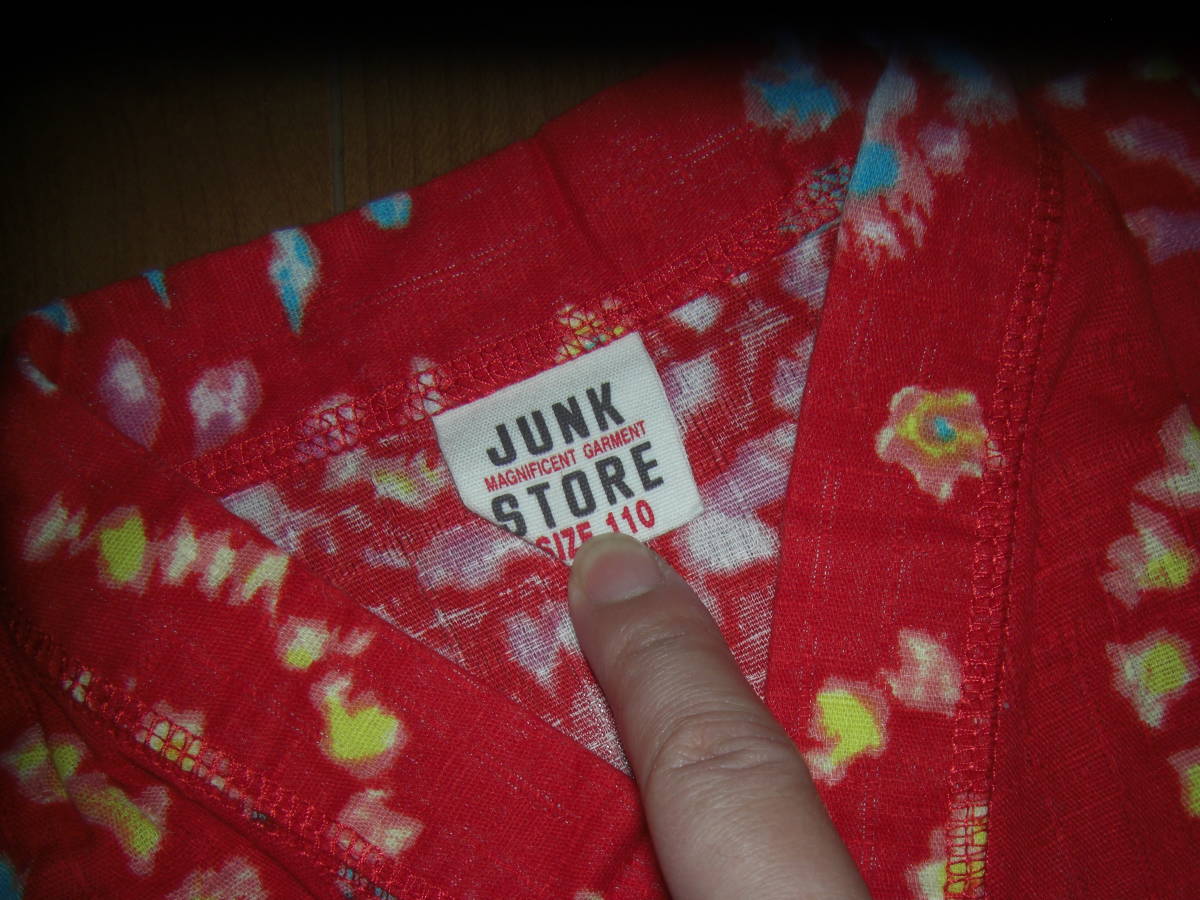 JUNK
MAGNIFICENT GARMENT
STORE
SIZE 110